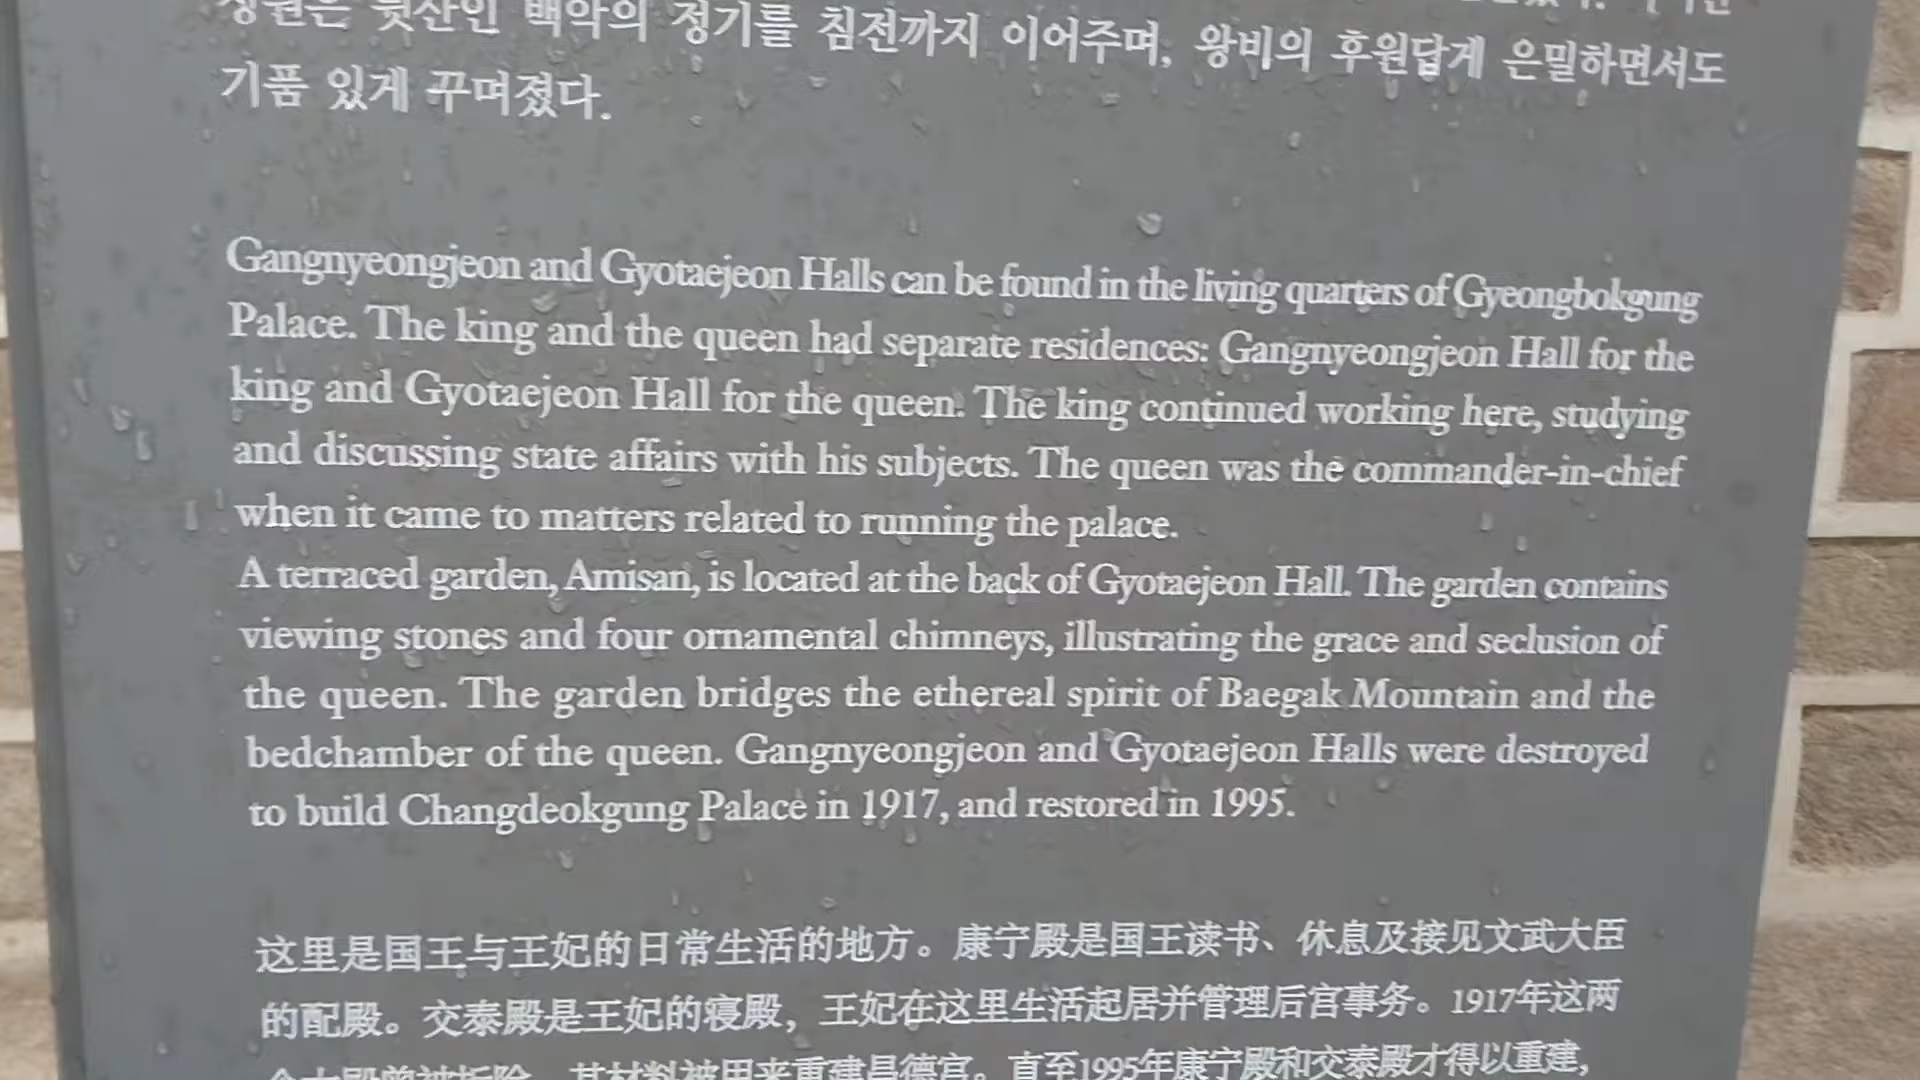 정원은 뒷산인 백악의 정기를 침전까지 이어주며, 왕비의 후원답게 은밀하면서도
기품 있게 꾸며졌다.
Gangnyeongjeon and Gyotaejeon Halls can be found in the living quarters of Gyeongbokgung
Palace. The king and the queen had separate residences: Gangnyeongjeon Hall for the
king and Gyotaejeon Hall for the queen. The king continued working here, studying
and discussing state affairs with his subjects. The queen was the commander-in-chief
when it came to matters related to running the palace.
A terraced garden, Amisan, is located at the back of Gyotaejeon Hall. The garden contains
viewing stones and four ornamental chimneys, illustrating the grace and seclusion of
the queen. The garden bridges the ethereal spirit of Baegak Mountain and the
bedchamber of the queen. Gangnyeongjeon and Gyotaejeon Halls were destroyed
to build Changdeokgung Palace in 1917, and restored in 1995.
这里是国王与王妃的日常生活的地方。康宁殿是国王读书、休息及接见文武大臣
的配殿。交泰殿是王妃的寝殿，王妃在这里生活起居并管理后宫事务。1917年这两
其材料被用来重建昌德宫。直至1995年康宁殿和交泰殿才得以重建，